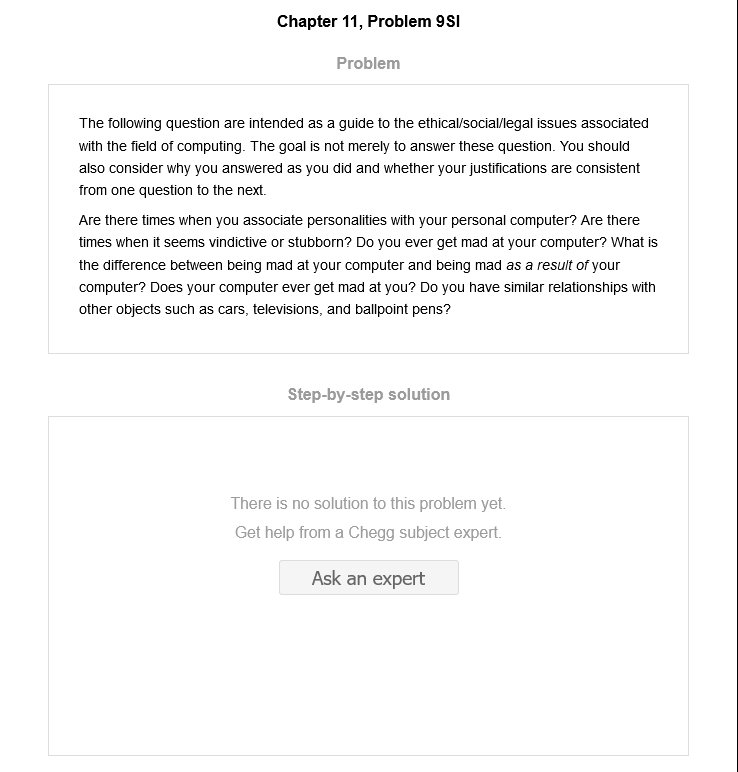 Chapter 11, Problem 9SI
Problem
The following question are intended as a guide to the ethical/social/legal issues associated
with the field of computing. The goal is not merely to answer these question. You should
also consider why you answered as you did and whether your justifications are consistent
from one question to the next.
Are there times when you associate personalities with your personal computer? Are there
times when it seems vindictive or stubborn? Do you ever get mad at your computer? What is
the difference between being mad at your computer and being mad as a result of your
computer? Does your computer ever get mad at you? Do you have similar relationships with
other objects such as cars, televisions, and ballpoint pens?
Step-by-step solution
There is no solution to this problem yet.
Get help from a Chegg subject expert.
Ask an expert